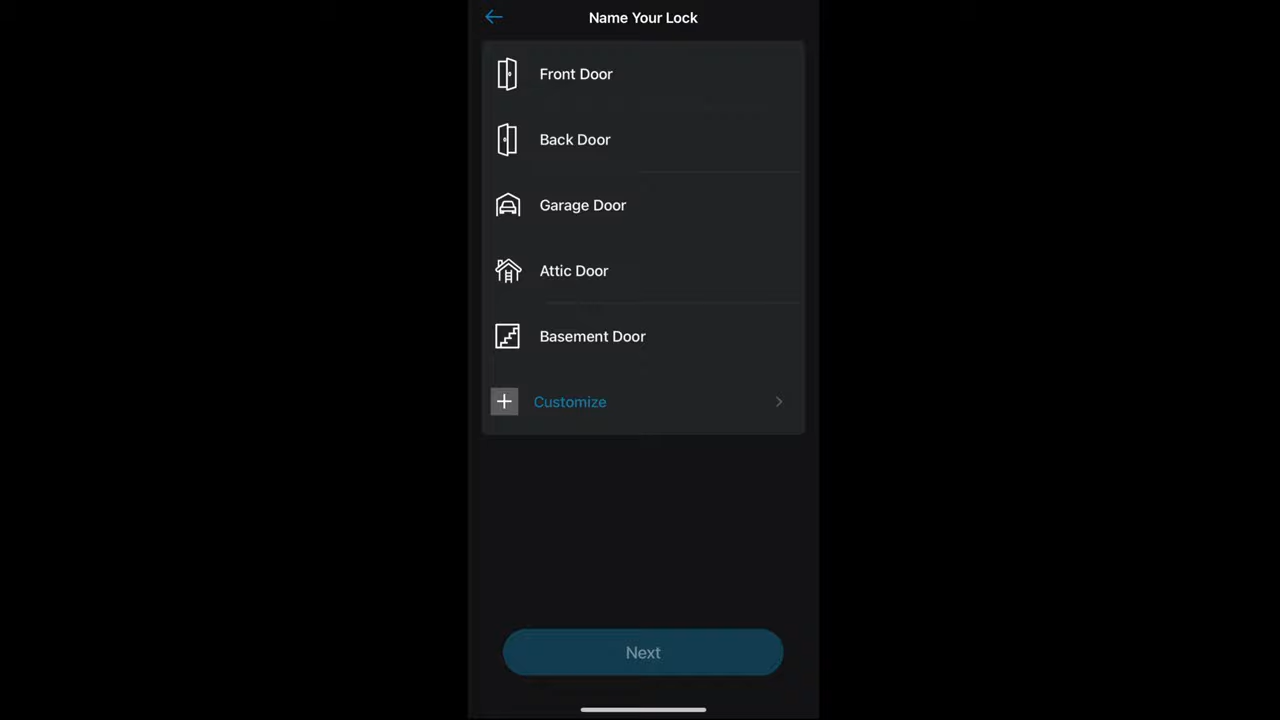 Name Your Lock
Front Door
Back Door
Garage Door
Attic Door
Basement Door
Customize
Next